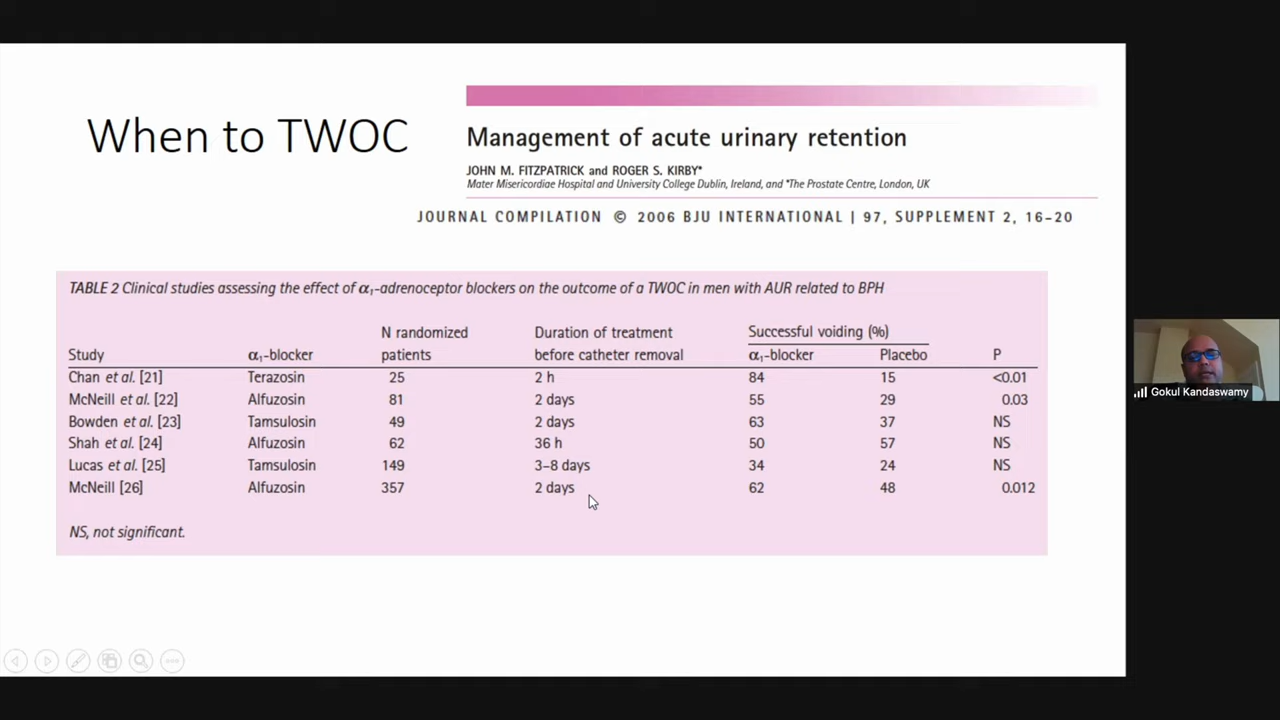 When to TWOC
Management of acute urinary retention
JOHN M. FITZPATRICK and ROGER S. KIRBY*
Mater Misericordiae Hospital and University College Dublin, Ireland, and *The Prostate Centre, London, UK
JOURNAL COMPILATION © 2006 BJU INTERNATIONAL | 97, SUPPLEMENT 2, 16–20
TABLE 2 Clinical studies assessing the effect of α₁-adrenoceptor blockers on the outcome of a TWOC in men with AUR related to BPH
N randomized Duration of treatment Successful voiding (%)
Study α₁-blocker patients before catheter removal α₁-blocker Placebo P
Chan et al. [21] Terazosin 25 2 h 84 15 <0.01
McNeill et al. [22] Alfuzosin 81 2 days 55 29 0.03
Bowden et al. [23] Tamsulosin 49 2 days 63 37 NS
Shah et al. [24] Alfuzosin 62 36 h 50 57 NS
Lucas et al. [25] Tamsulosin 149 3–8 days 34 24 NS
McNeill [26] Alfuzosin 357 2 days 62 48 0.012
NS, not significant.
Gokul Kandaswamy